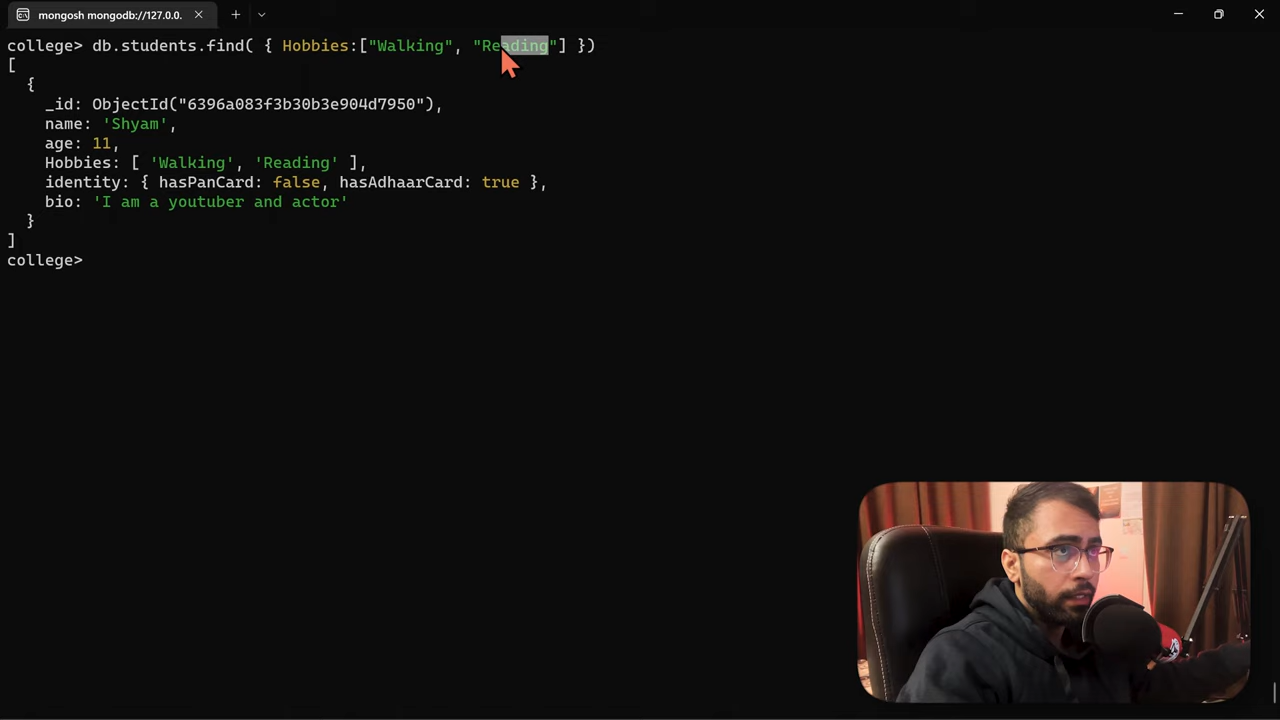 mongosh mongodb://127.0.0.
college> db.students.find( { Hobbies:["Walking", "Reading"] })
[
  {
    _id: ObjectId("6396a083f3b30b3e904d7950"),
    name: 'Shyam',
    age: 11,
    Hobbies: [ 'Walking', 'Reading' ],
    identity: { hasPanCard: false, hasAdhaarCard: true },
    bio: 'I am a youtuber and actor'
  }
]
college>